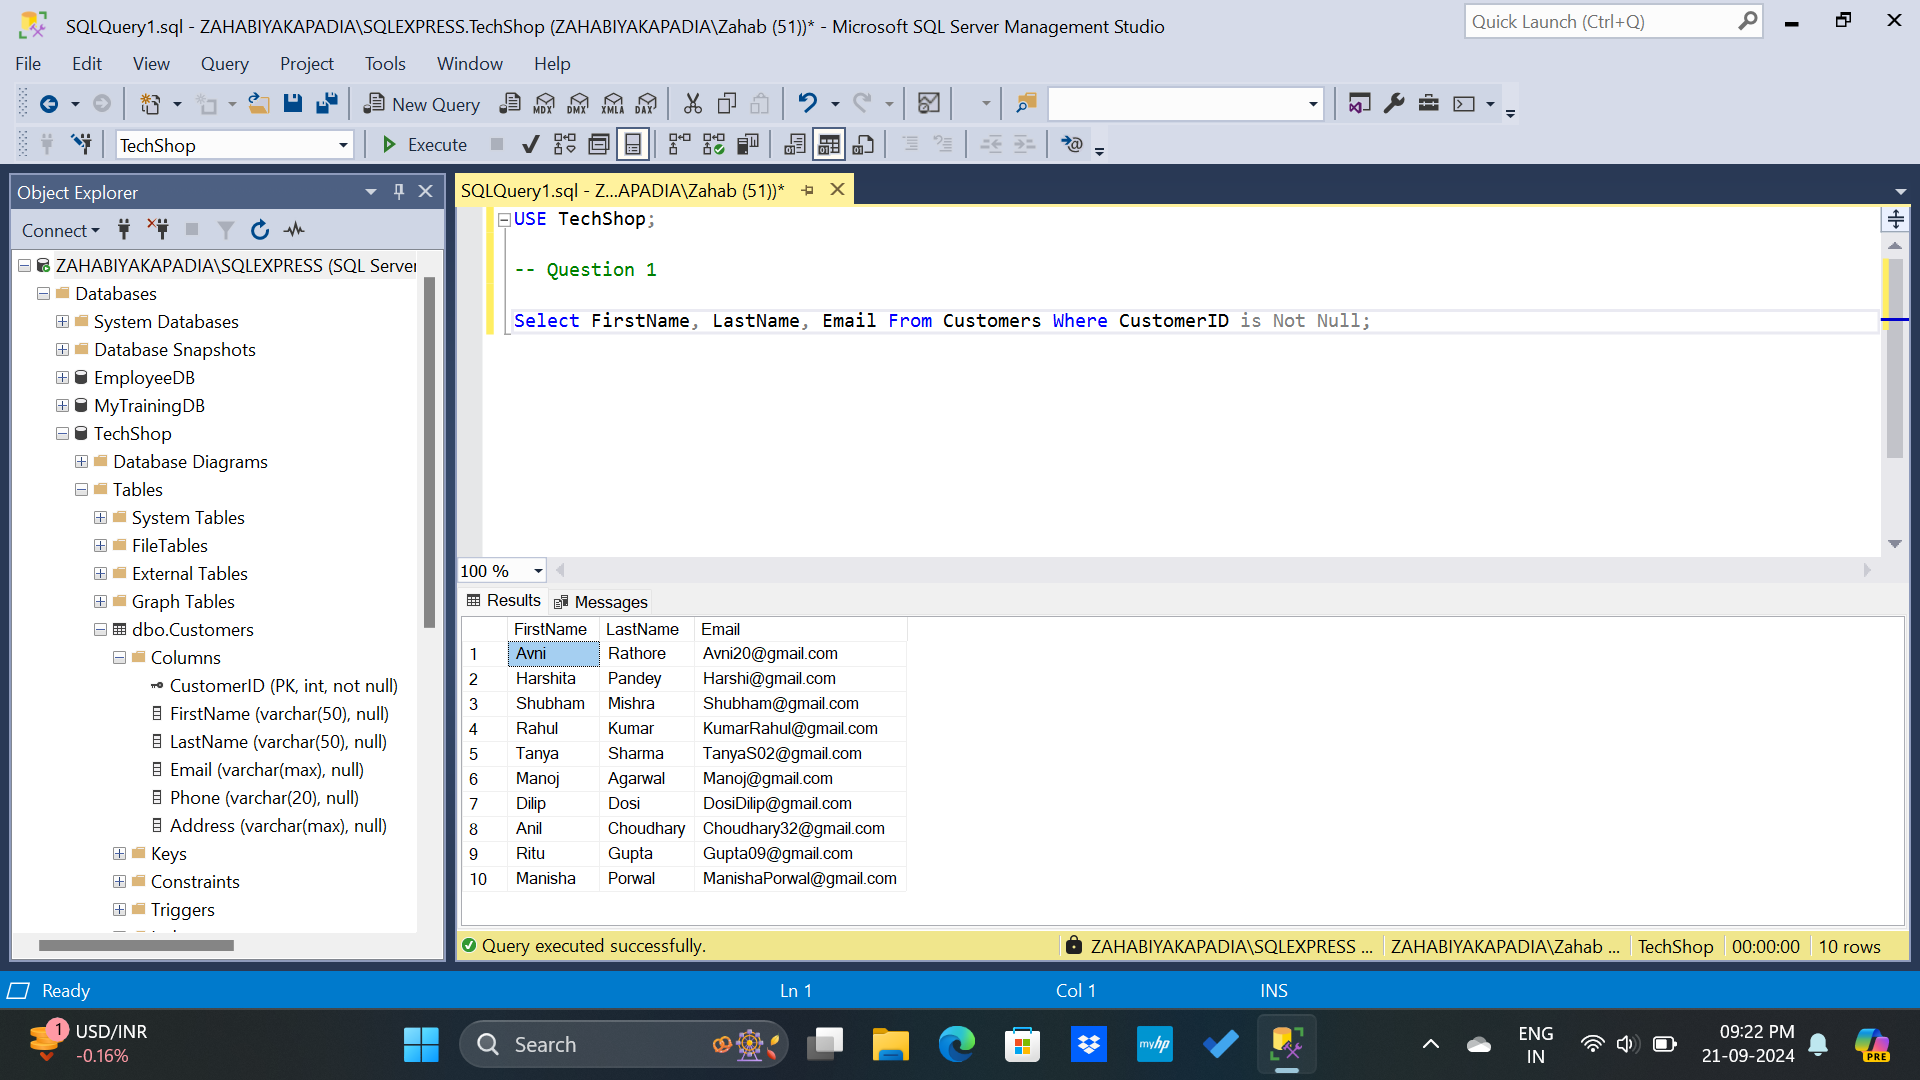 SQLQuery1.sql - ZAHABIYAKAPADIA\SQLEXPRESS.TechShop (ZAHABIYAKAPADIA\Zahab (51))* - Microsoft SQL Server Management Studio
Quick Launch (Ctrl+Q)
File Edit View Query Project Tools Window Help
New Query MDX DMX XMLA DAX
TechShop Execute
Object Explorer
Connect
ZAHABIYAKAPADIA\SQLEXPRESS (SQL Server
Databases
System Databases
Database Snapshots
EmployeeDB
MyTrainingDB
TechShop
Database Diagrams
Tables
System Tables
FileTables
External Tables
Graph Tables
dbo.Customers
Columns
CustomerID (PK, int, not null)
FirstName (varchar(50), null)
LastName (varchar(50), null)
Email (varchar(max), null)
Phone (varchar(20), null)
Address (varchar(max), null)
Keys
Constraints
Triggers
SQLQuery1.sql - Z...APADIA\Zahab (51))*
USE TechShop;
-- Question 1
Select FirstName, LastName, Email From Customers Where CustomerID is Not Null;
100 %
Results Messages
FirstName LastName Email
1 Avni Rathore Avni20@gmail.com
2 Harshita Pandey Harshi@gmail.com
3 Shubham Mishra Shubham@gmail.com
4 Rahul Kumar KumarRahul@gmail.com
5 Tanya Sharma TanyaS02@gmail.com
6 Manoj Agarwal Manoj@gmail.com
7 Dilip Dosi DosiDilip@gmail.com
8 Anil Choudhary Choudhary32@gmail.com
9 Ritu Gupta Gupta09@gmail.com
10 Manisha Porwal ManishaPorwal@gmail.com
Query executed successfully. ZAHABIYAKAPADIA\SQLEXPRESS ... ZAHABIYAKAPADIA\Zahab ... TechShop 00:00:00 10 rows
Ready Ln 1 Col 1 INS
1 USD/INR
-0.16%
Search
myhp
ENG
IN
09:22 PM
21-09-2024
PRE